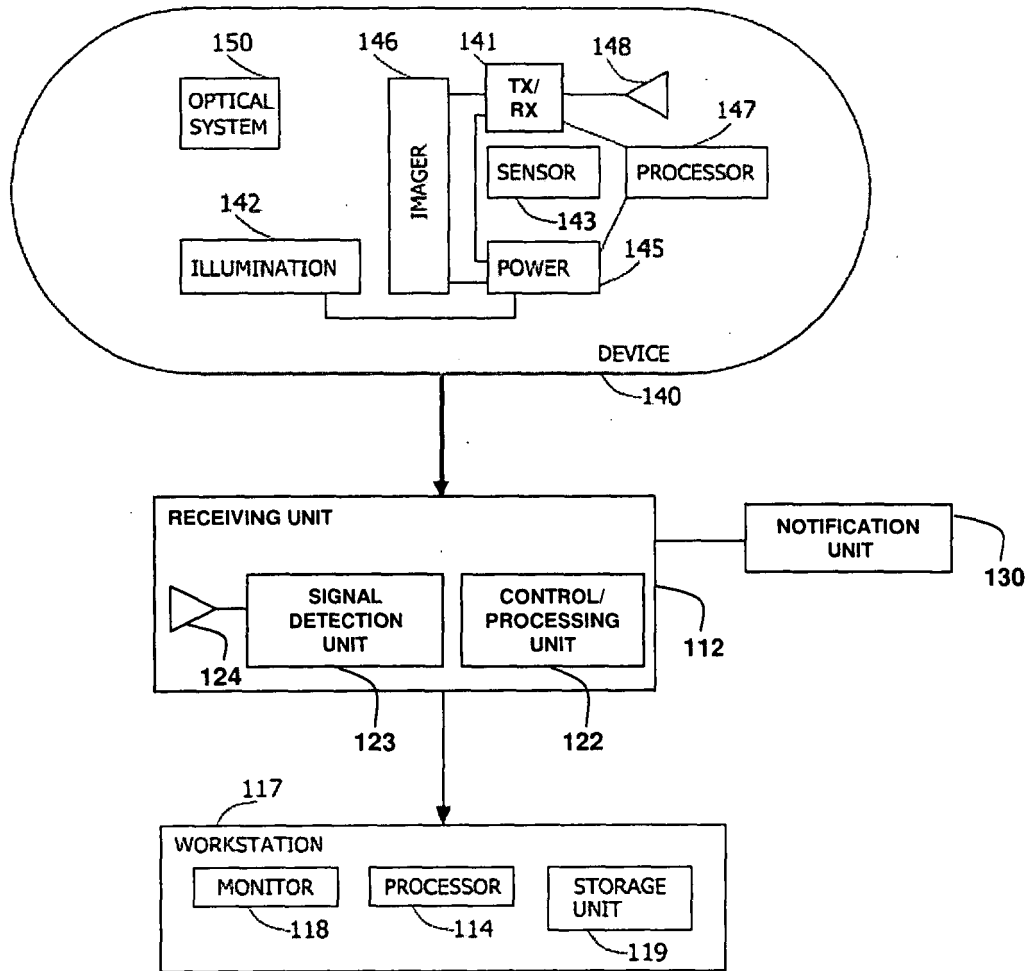 150
146
141
148
OPTICAL
SYSTEM
TX/
RX
147
IMAGER
SENSOR
PROCESSOR
142
143
ILLUMINATION
POWER
145
DEVICE
140
RECEIVING UNIT
NOTIFICATION
UNIT
130
SIGNAL
DETECTION
UNIT
CONTROL/
PROCESSING
UNIT
112
124
123
122
117
WORKSTATION
MONITOR
PROCESSOR
STORAGE
UNIT
118
114
119